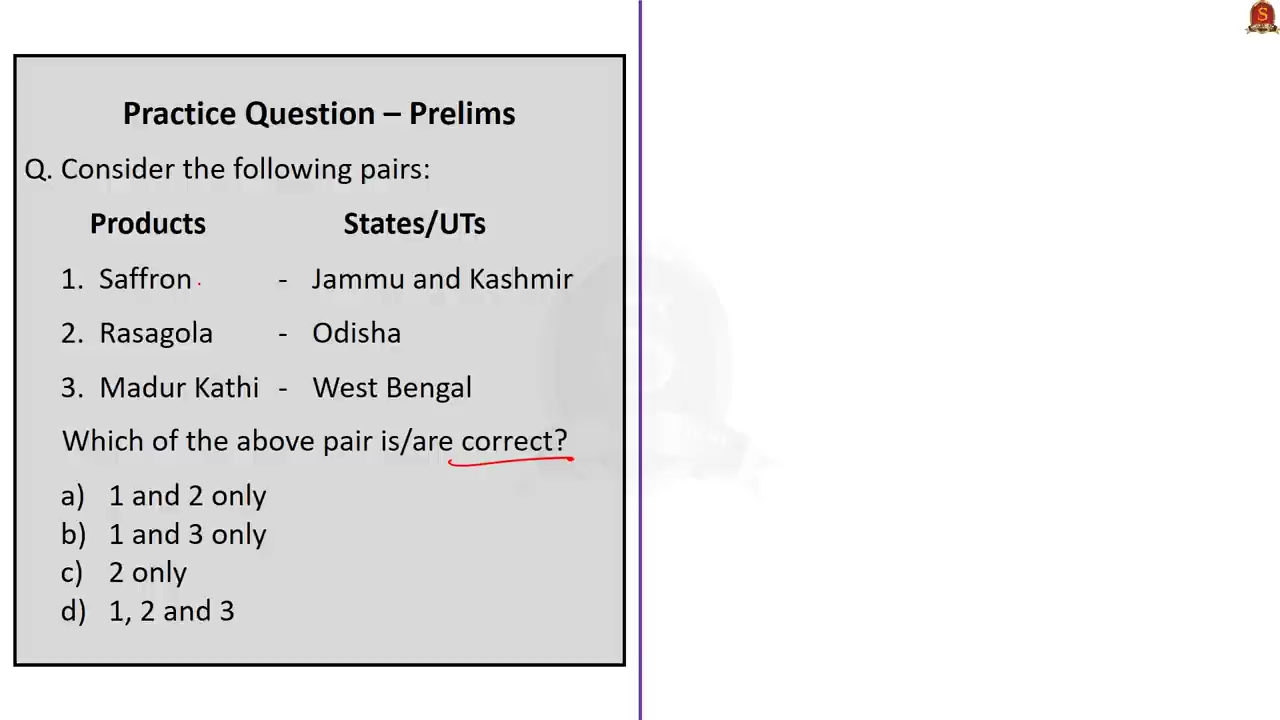 Practice Question – Prelims
Q. Consider the following pairs:
Products States/UTs
1. Saffron - Jammu and Kashmir
2. Rasagola - Odisha
3. Madur Kathi - West Bengal
Which of the above pair is/are correct?
a) 1 and 2 only
b) 1 and 3 only
c) 2 only
d) 1, 2 and 3
S